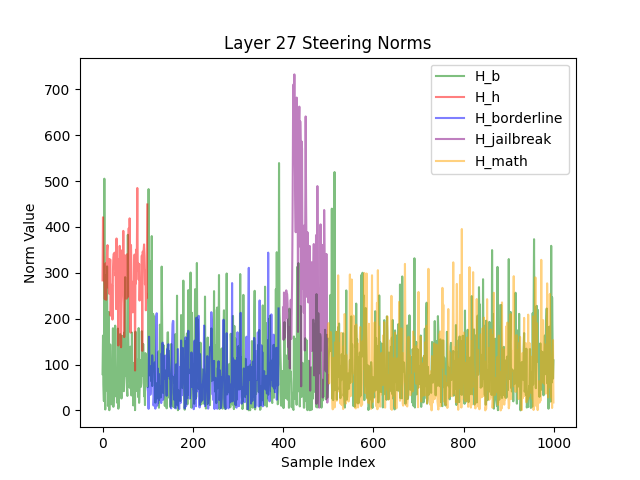 Layer 27 Steering Norms
Norm Value
700
600
500
400
300
200
100
0
H_b
H_h
H_borderline
H_jailbreak
H_math
0
200
400
600
800
1000
Sample Index